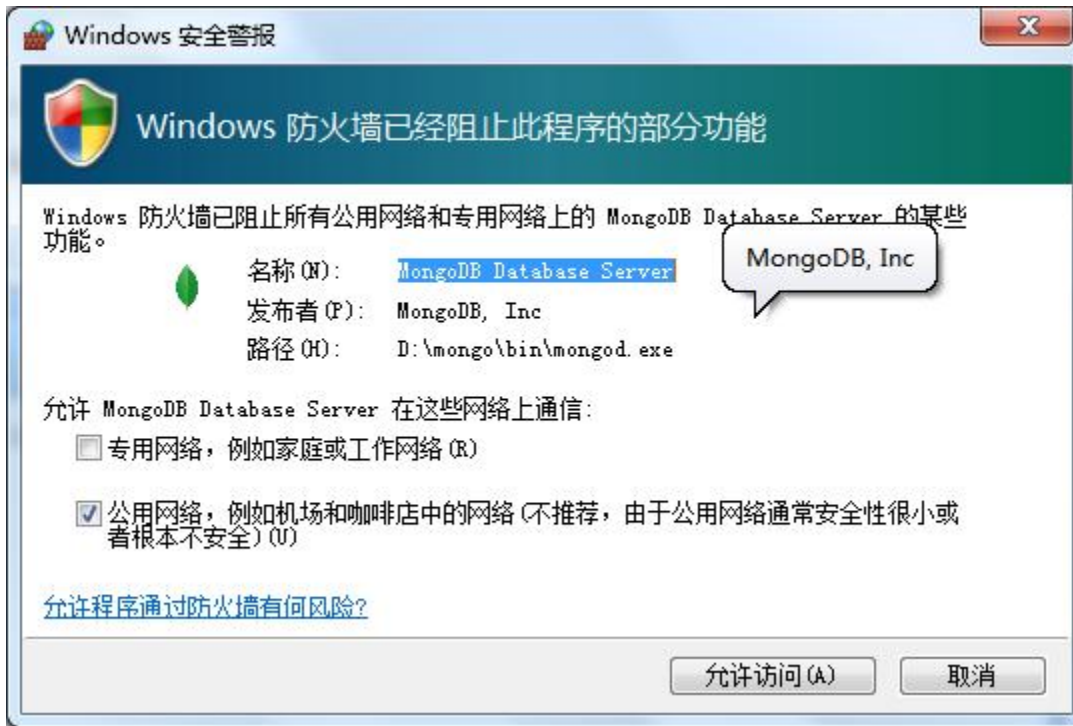 Windows 安全警报
Windows 防火墙已经阻止此程序的部分功能
Windows 防火墙已阻止所有公用网络和专用网络上的 MongoDB Database Server 的某些
功能。
MongoDB, Inc
名称(N): MongoDB Database Server
发布者(P): MongoDB, Inc
路径(H): D:\mongo\bin\mongod.exe
允许 MongoDB Database Server 在这些网络上通信:
专用网络，例如家庭或工作网络(R)
公用网络，例如机场和咖啡店中的网络(不推荐，由于公用网络通常安全性很小或
者根本不安全)(U)
允许程序通过防火墙有何风险?
允许访问(A) 取消